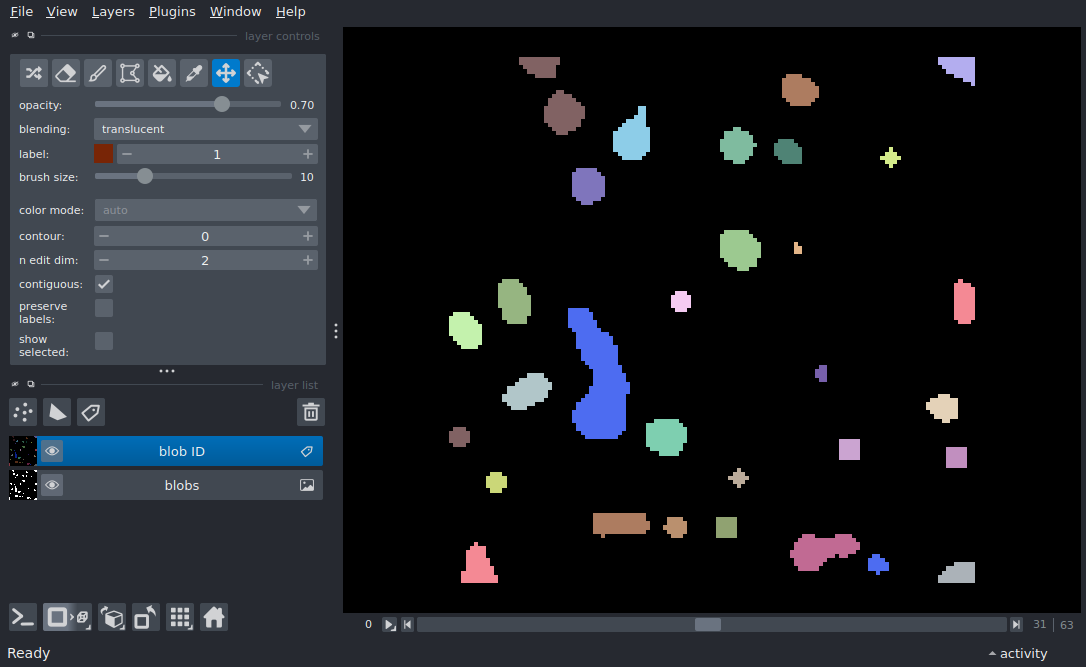 File View Layers Plugins Window Help
layer controls
opacity: 0.70
blending: translucent
label: 1
brush size: 10
color mode: auto
contour: 0
n edit dim: 2
contiguous:
preserve
labels:
show
selected:
layer list
blob ID
blobs
0 31 63
Ready activity